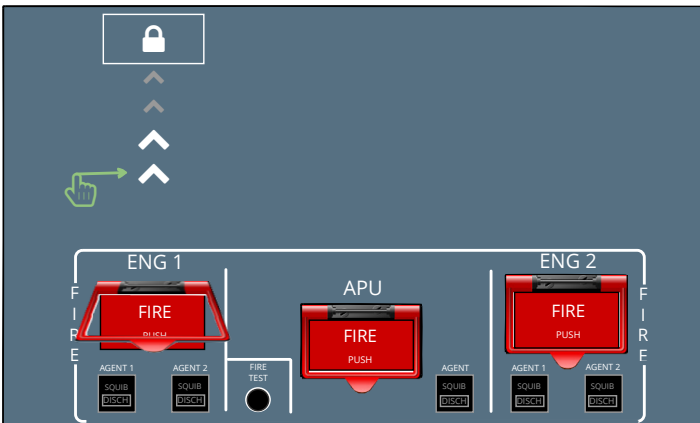 ENG 1
ENG 2
APU
F
I
R
E
FIRE
PUSH
FIRE
PUSH
FIRE
PUSH
F
I
R
E
AGENT 1
AGENT 2
FIRE
TEST
AGENT
AGENT 1
AGENT 2
SQUIB
DISCH
SQUIB
DISCH
SQUIB
DISCH
SQUIB
DISCH
SQUIB
DISCH